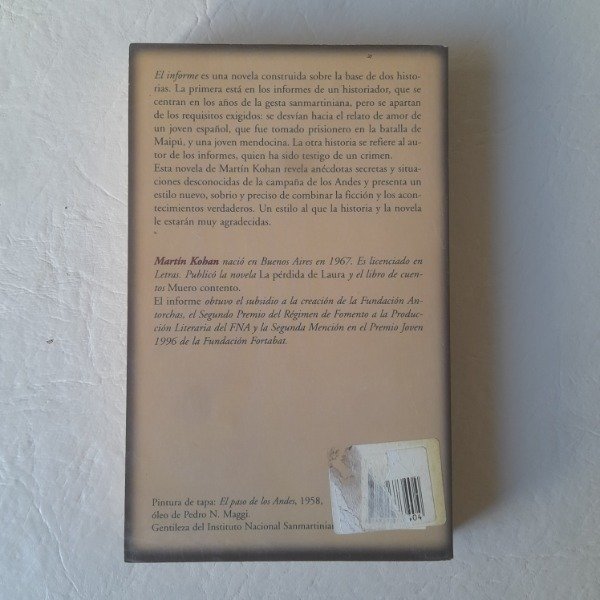 El informe es una novela construida sobre la base de dos histo-
rias. La primera está en los informes de un historiador, que se
centran en los años de la gesta sanmartiniana, pero se apartan
de los requisitos exigidos: se desvían hacia el relato de amor de
un joven español, que fue tomado prisionero en la batalla de
Maipú, y una joven mendocina. La otra historia se refiere al au-
tor de los informes, quien ha sido testigo de un crimen.
Esta novela de Martín Kohan revela anécdotas secretas y situa-
ciones desconocidas de la campaña de los Andes y presenta un
estilo nuevo, sobrio y preciso de combinar la ficción y los acon-
tecimientos verdaderos. Un estilo al que la historia y la novela
le estarán muy agradecidas.
Martín Kohan nació en Buenos Aires en 1967. Es licenciado en
Letras. Publicó la novela La pérdida de Laura y el libro de cuen-
tos Muero contento.
El informe obtuvo el subsidio a la creación de la Fundación An-
torchas, el Segundo Premio del Régimen de Fomento a la Produc-
ción Literaria del FNA y la Segunda Mención en el Premio Joven
1996 de la Fundación Fortabat.
Pintura de tapa: El paso de los Andes, 1958,
óleo de Pedro N. Maggi.
Gentileza del Instituto Nacional Sanmartinian